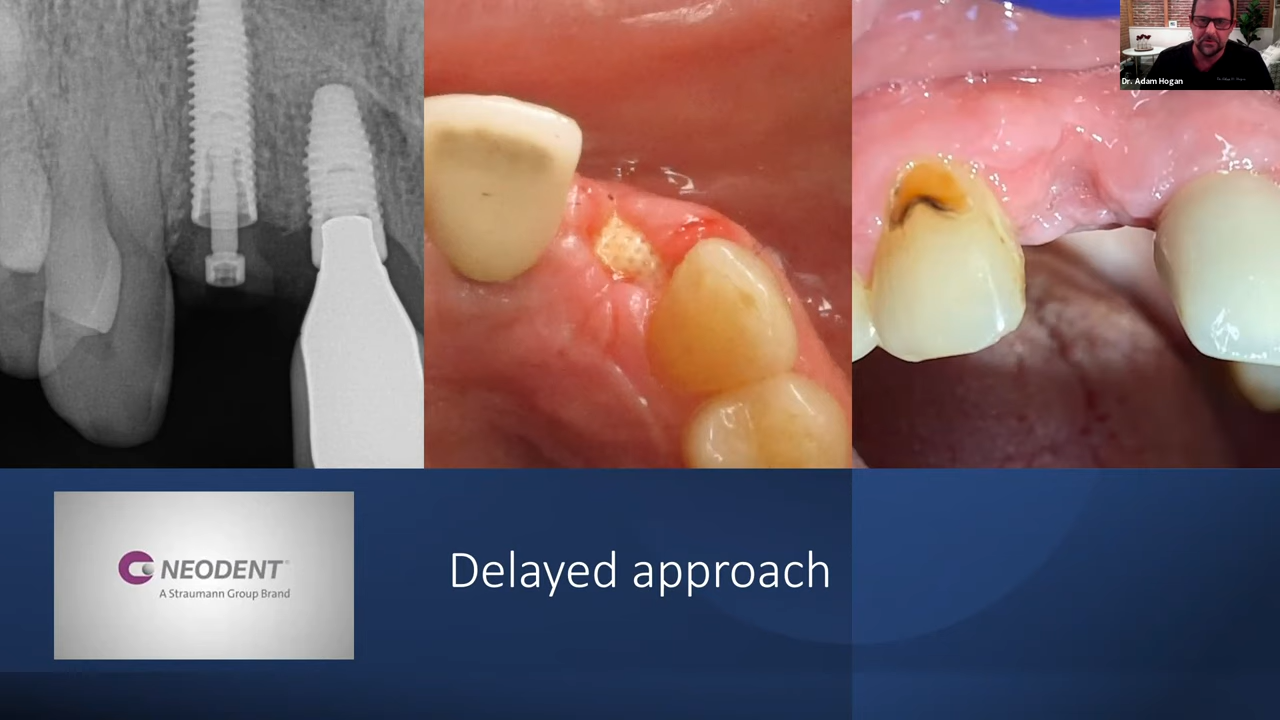 Dr. Adam Hogan
NEODENT
A Straumann Group Brand
Delayed approach